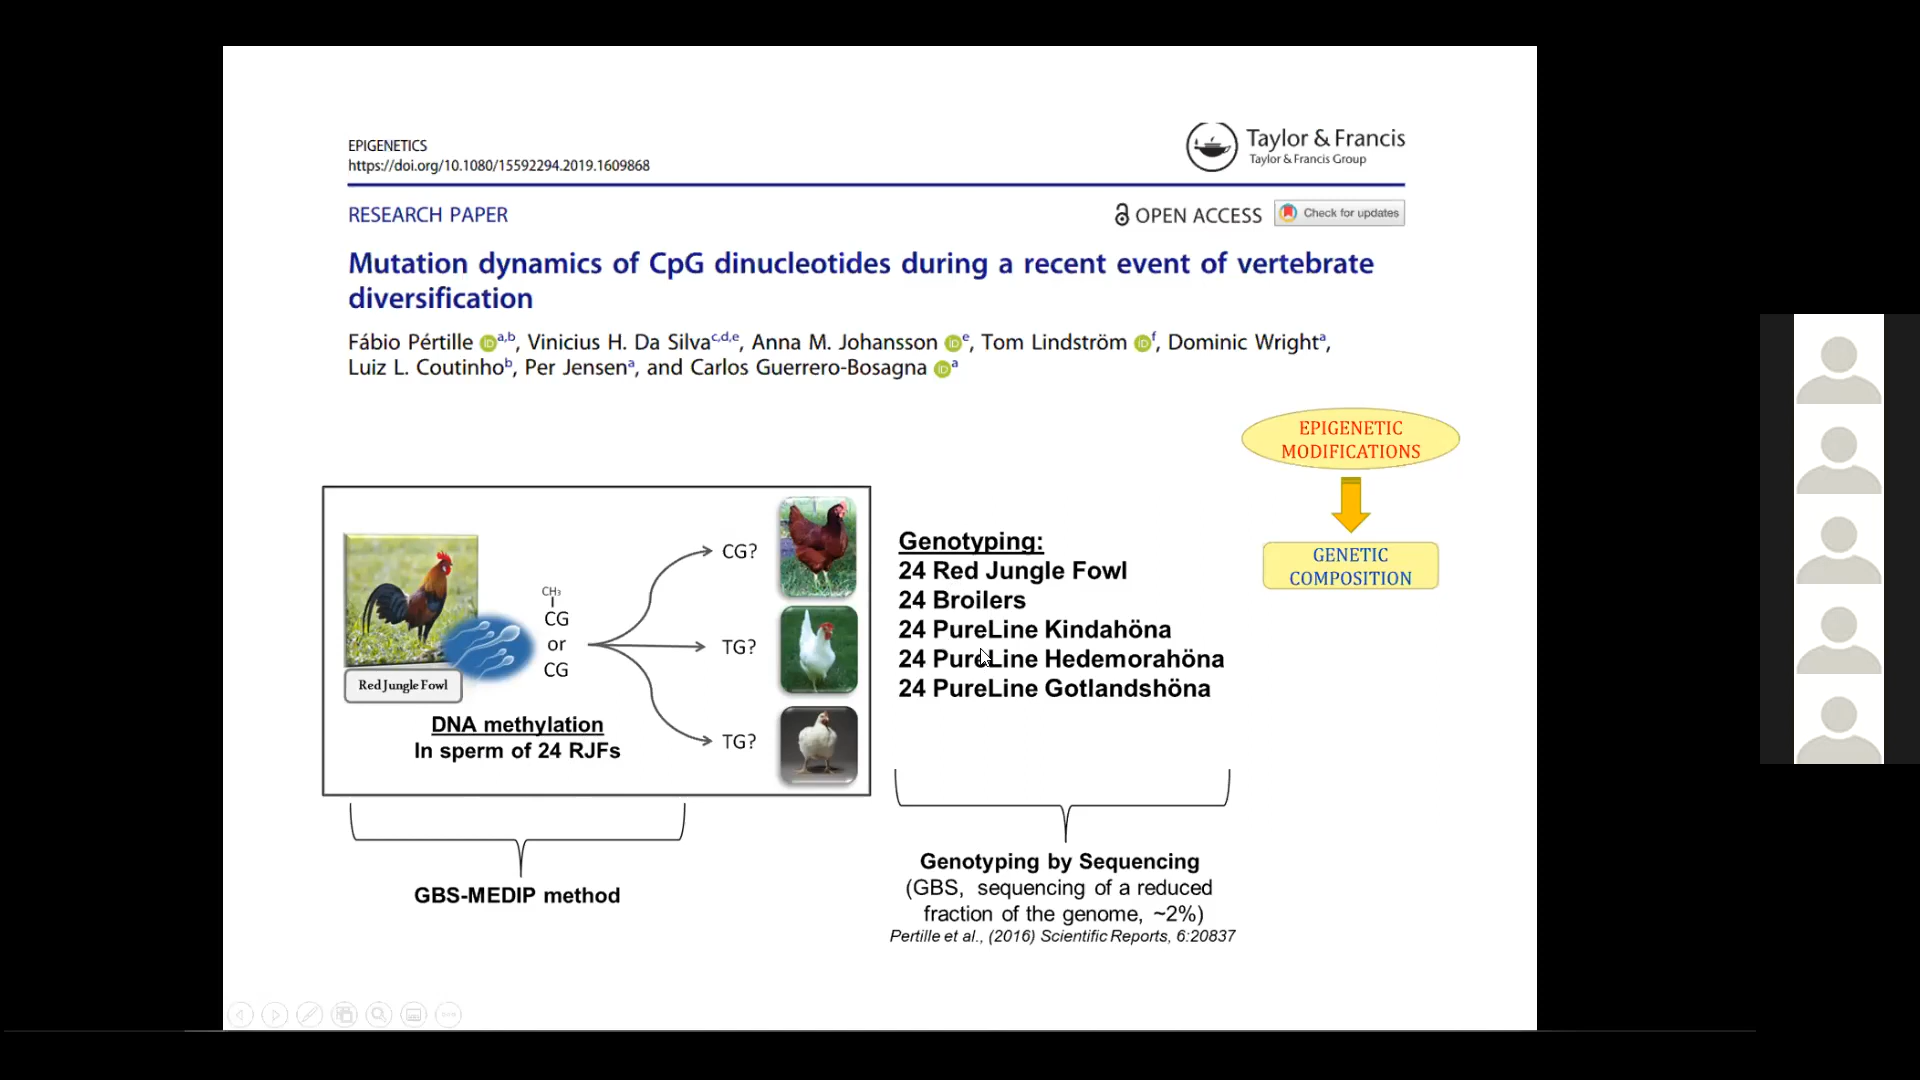 EPIGENETICS
https://doi.org/10.1080/15592294.2019.1609868
Taylor & Francis
Taylor & Francis Group
RESEARCH PAPER
OPEN ACCESS
Check for updates
Mutation dynamics of CpG dinucleotides during a recent event of vertebrate
diversification
Fábio Pértille iD a,b, Vinicius H. Da Silva c,d,e, Anna M. Johansson iD e, Tom Lindström iD f, Dominic Wright a,
Luiz L. Coutinho b, Per Jensen a, and Carlos Guerrero-Bosagna iD a
EPIGENETIC
MODIFICATIONS
GENETIC
COMPOSITION
Red Jungle Fowl
CH3
CG
or
CG
CG?
TG?
TG?
DNA methylation
In sperm of 24 RJFs
GBS-MEDIP method
Genotyping:
24 Red Jungle Fowl
24 Broilers
24 PureLine Kindahöna
24 PureLine Hedemorahöna
24 PureLine Gotlandshöna
Genotyping by Sequencing
(GBS, sequencing of a reduced
fraction of the genome, ~2%)
Pertille et al., (2016) Scientific Reports, 6:20837